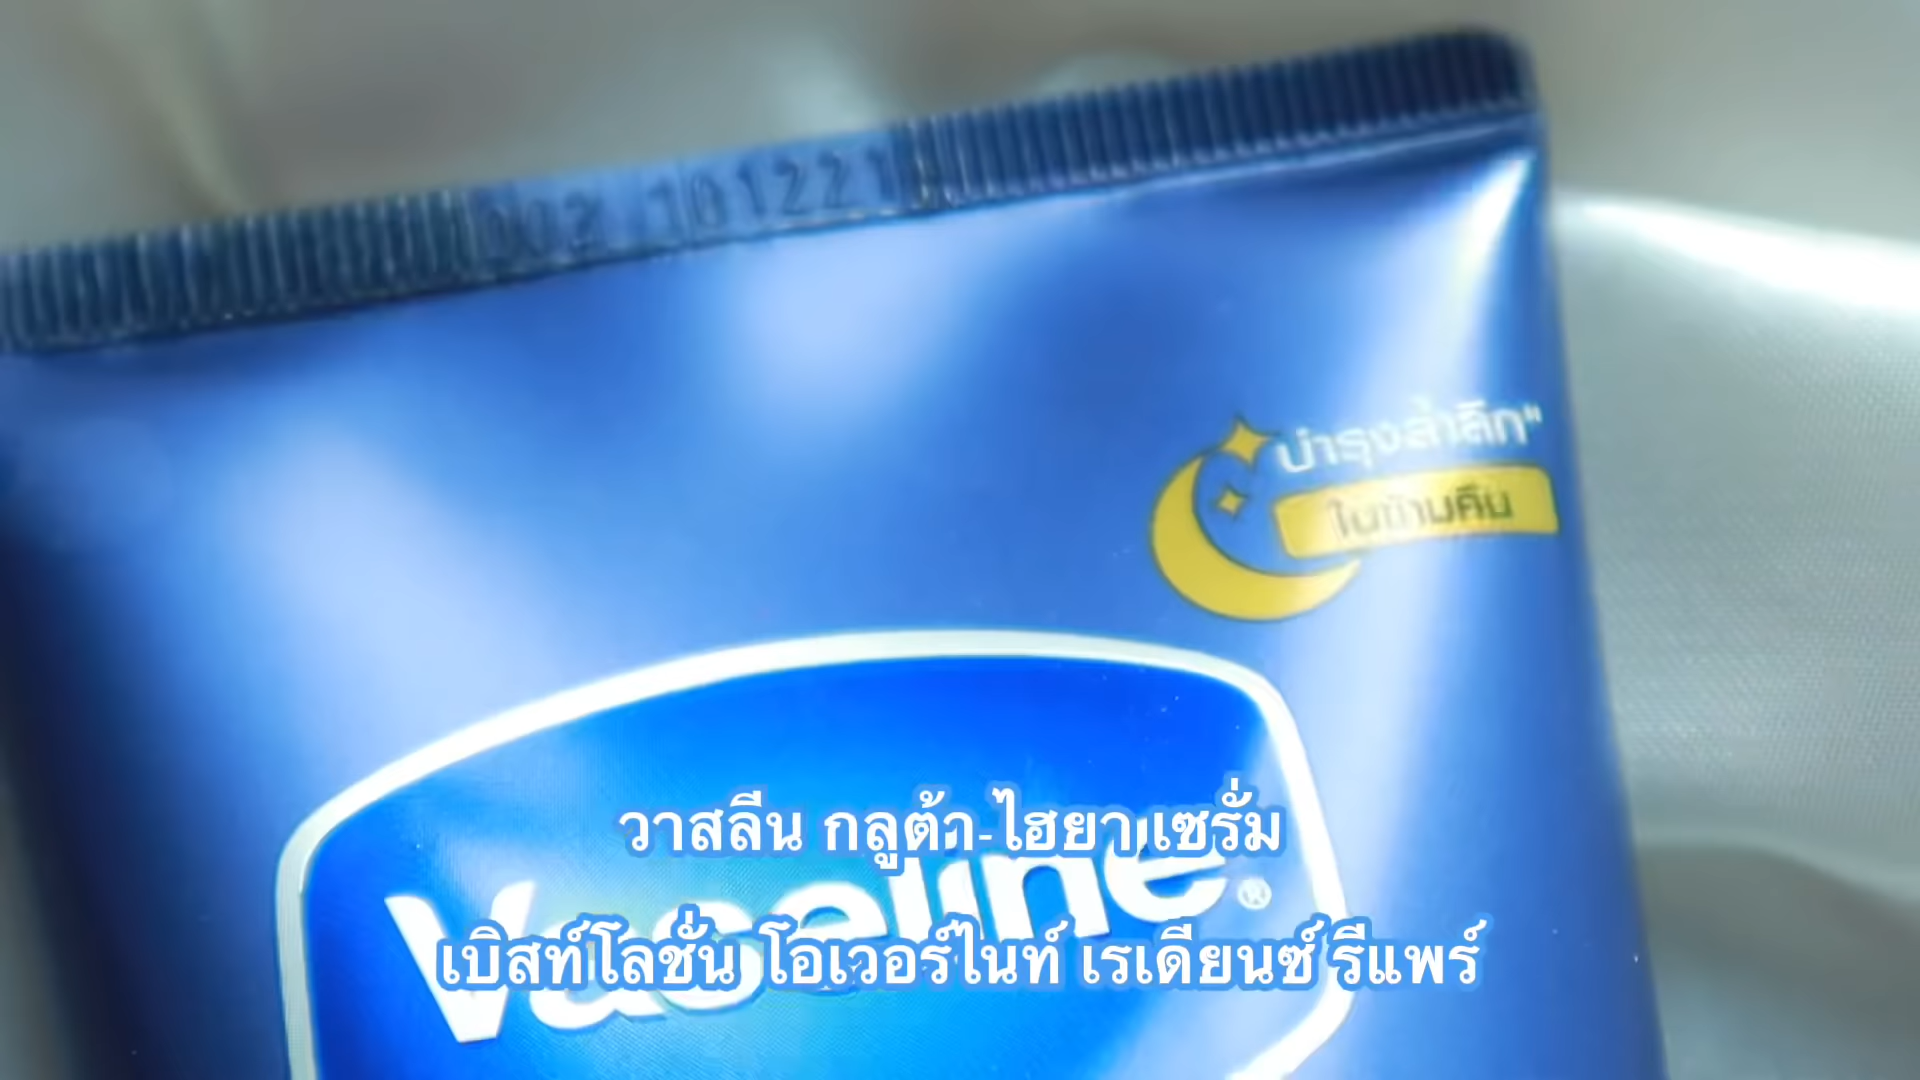 002 101221
บำรุงล้ำลึก"
ในข้ามคืน
Vaseline®
วาสลีน กลูต้า-ไฮยา เซรั่ม
เบิสท์โลชั่น โอเวอร์ไนท์ เรเดียนซ์ รีแพร์